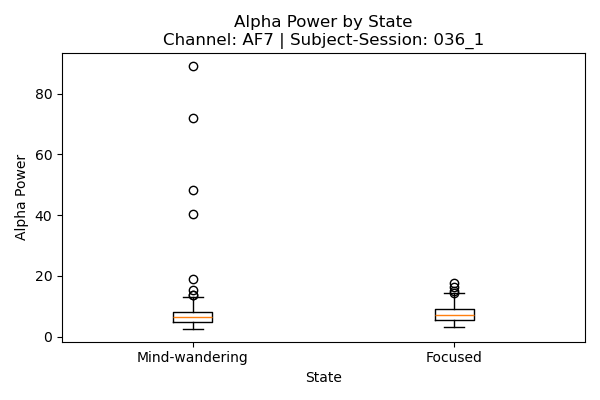 Alpha Power by State
Channel: AF7 | Subject-Session: 036_1
80
60
40
20
0
Alpha Power
Mind-wandering
Focused
State